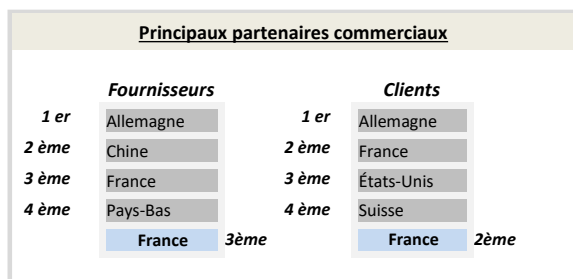 Principaux partenaires commerciaux
Fournisseurs Clients
1 er Allemagne 1 er Allemagne
2 ème Chine 2 ème France
3 ème France 3 ème États-Unis
4 ème Pays-Bas 4 ème Suisse
France 3ème France 2ème